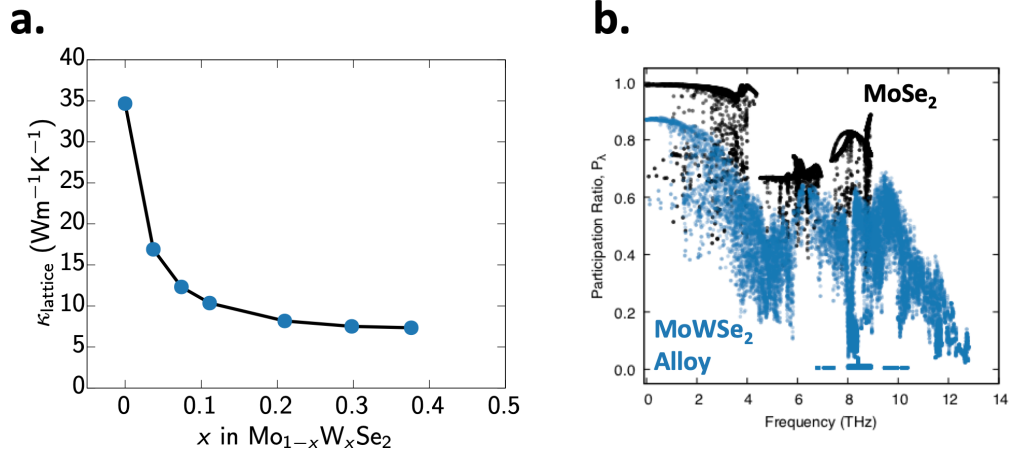 a.
40
35
30
25
20
15
10
5
0
κlattice (Wm−1K−1)
0 0.1 0.2 0.3 0.4 0.5
x in Mo1−xWxSe2
b.
1.0
0.8
0.6
0.4
0.2
0.0
Participation Ratio, Pλ
MoSe2
MoWSe2
Alloy
0 2 4 6 8 10 12 14
Frequency (THz)